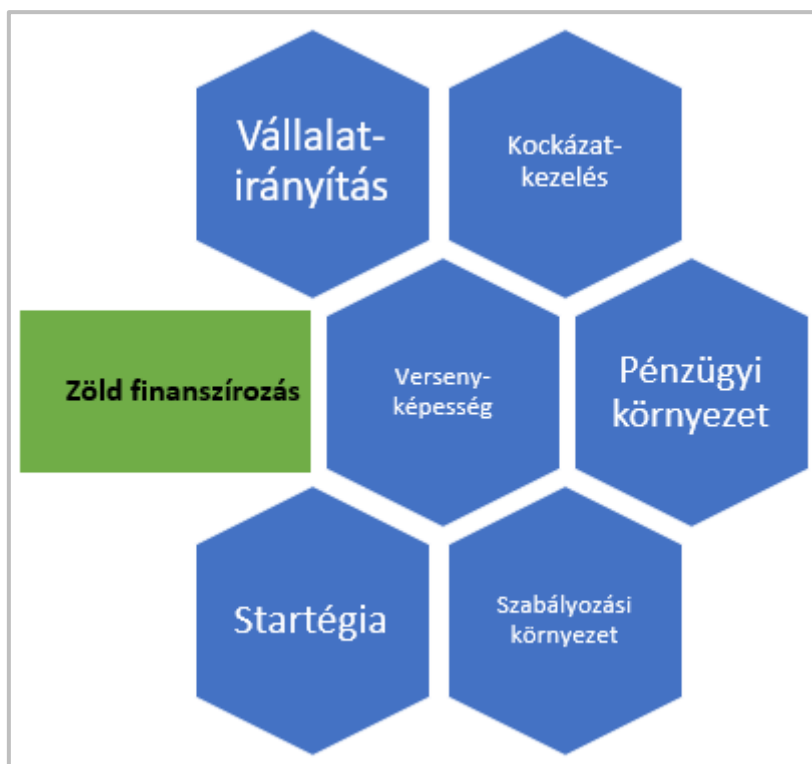 Vállalat-
irányítás
Kockázat-
kezelés
Zöld finanszírozás
Verseny-
képesség
Pénzügyi
környezet
Startégia
Szabályozási
környezet